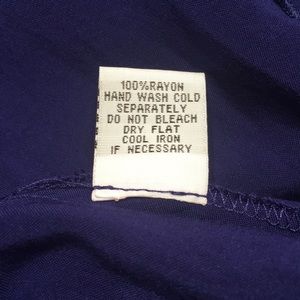 100%RAYON
HAND WASH COLD
SEPARATELY
DO NOT BLEACH
DRY FLAT
COOL IRON
IF NECESSARY